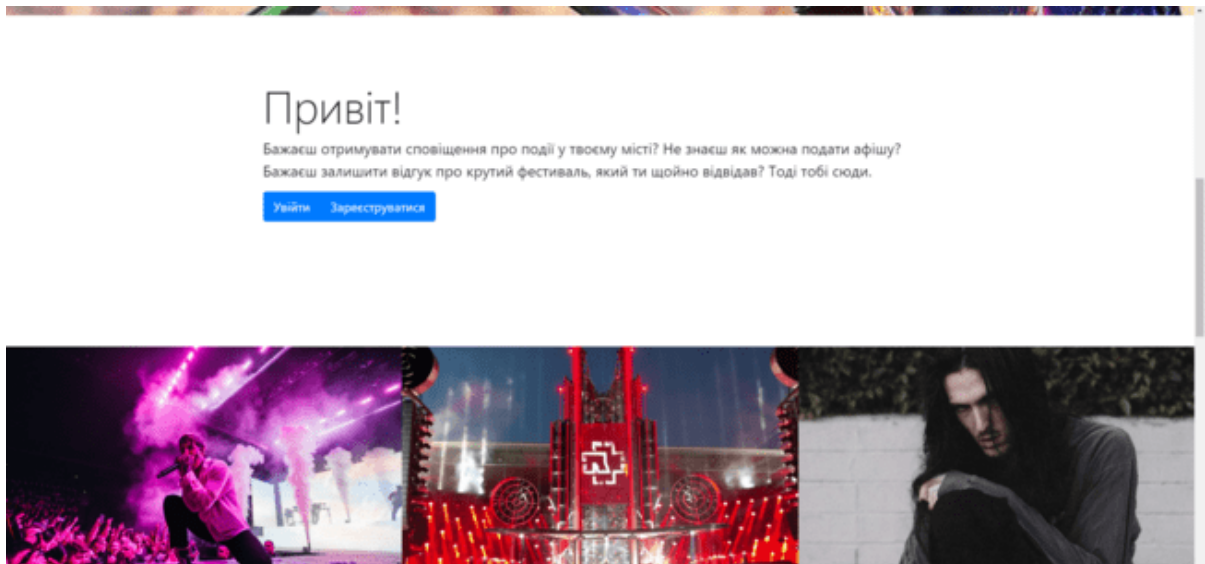 Привіт!
Бажаєш отримувати сповіщення про події у твоєму місті? Не знаєш як можна подати афішу?
Бажаєш залишити відгук про крутий фестиваль, який ти щойно відвідав? Тоді тобі сюди.
Увійти Зареєструватися